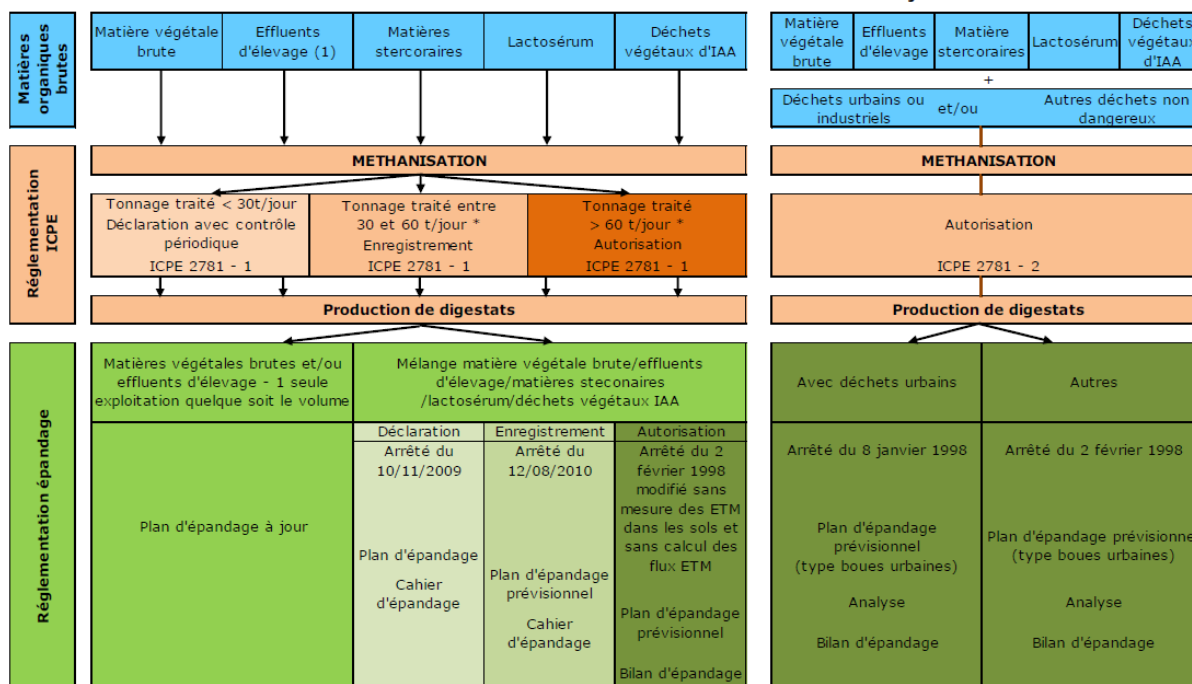 Matières
organiques
brutes
Matière végétale
brute
Effluents
d'élevage (1)
Matières
stercoraires
Lactosérum
Déchets
végétaux d'IAA
METHANISATION
Réglementation
ICPE
Tonnage traité < 30t/jour
Déclaration avec contrôle
périodique
ICPE 2781 - 1
Tonnage traité entre
30 et 60 t/jour *
Enregistrement
ICPE 2781 - 1
Tonnage traité
> 60 t/jour *
Autorisation
ICPE 2781 - 1
Production de digestats
Réglementation épandage
Matières végétales brutes et/ou
effluents d'élevage - 1 seule
exploitation quelque soit le volume
Mélange matière végétale brute/effluents
d'élevage/matières steconaires
/lactosérum/déchets végétaux IAA
Plan d'épandage à jour
Déclaration
Arrêté du
10/11/2009
Plan d'épandage
Cahier
d'épandage
Enregistrement
Arrêté du
12/08/2010
Plan d'épandage
prévisionnel
Cahier
d'épandage
Autorisation
Arrêté du 2
février 1998
modifié sans
mesure des ETM
dans les sols et
sans calcul des
flux ETM
Plan d'épandage
prévisionnel
Bilan d'épandage
Matière
végétale
brute
Effluents
d'élevage
Matière
stercoraires
Lactosérum
Déchets
végétaux
d'IAA
+
Déchets urbains ou
industriels
et/ou
Autres déchets non
dangereux
METHANISATION
Autorisation
ICPE 2781 - 2
Production de digestats
Avec déchets urbains
Autres
Arrêté du 8 janvier 1998
Plan d'épandage
prévisionnel
(type boues urbaines)
Analyse
Bilan d'épandage
Arrêté du 2 février 1998
Plan d'épandage prévisionnel
(type boues urbaines)
Analyse
Bilan d'épandage